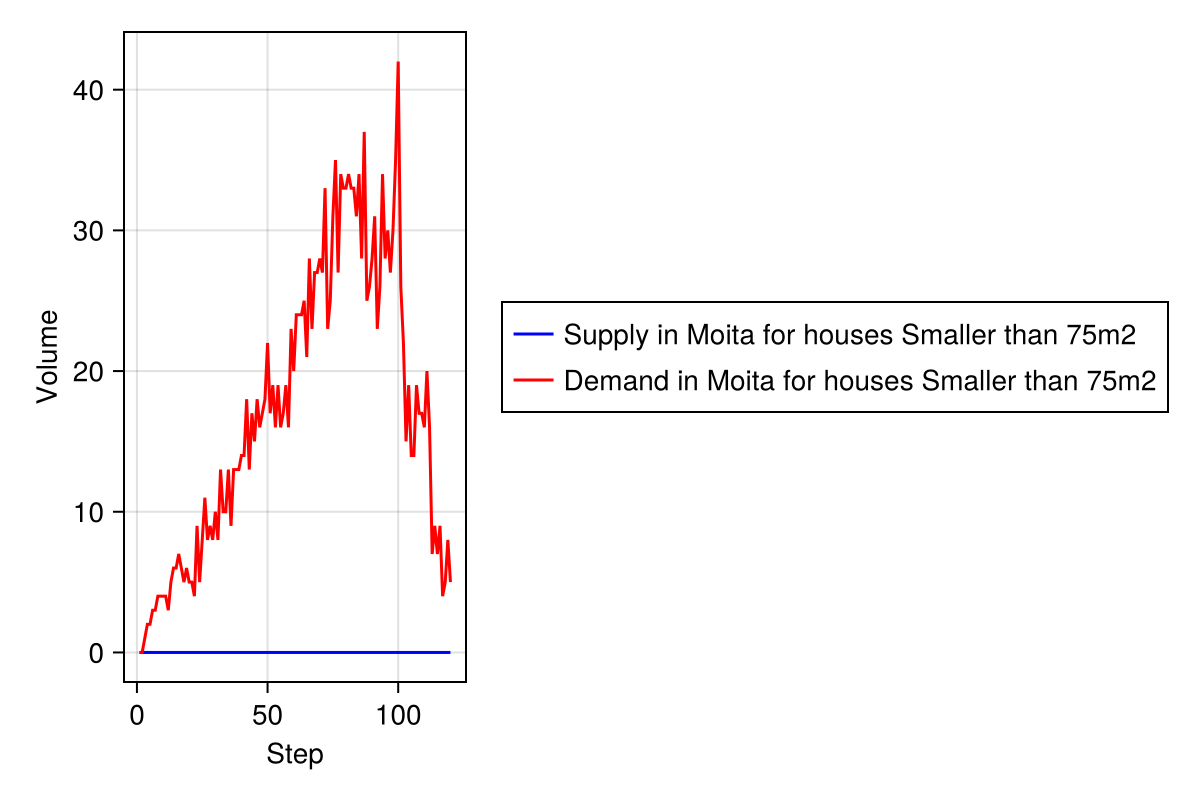 40
30
20
10
0
Volume
0 50 100
Step
Supply in Moita for houses Smaller than 75m2
Demand in Moita for houses Smaller than 75m2